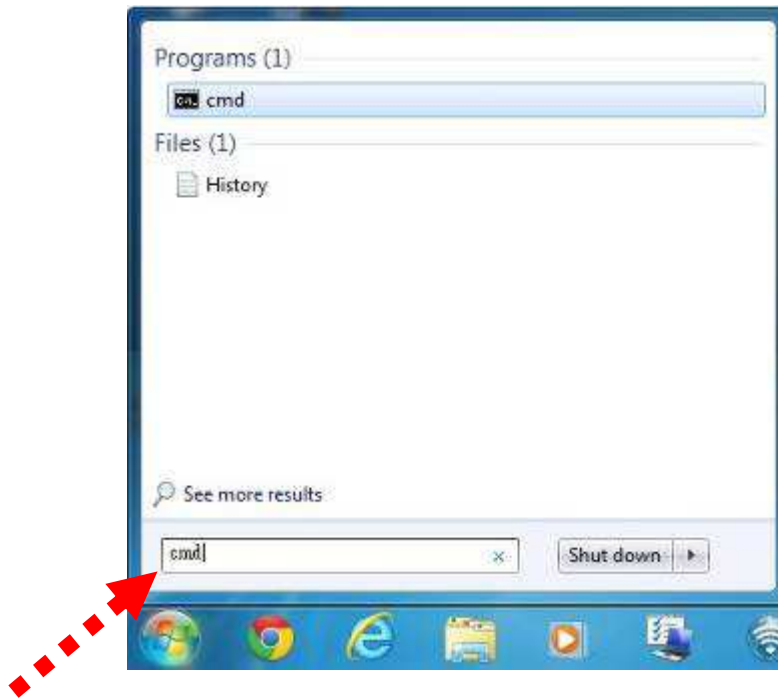 Programs (1)
cmd
Files (1)
History
See more results
cmd
Shut down